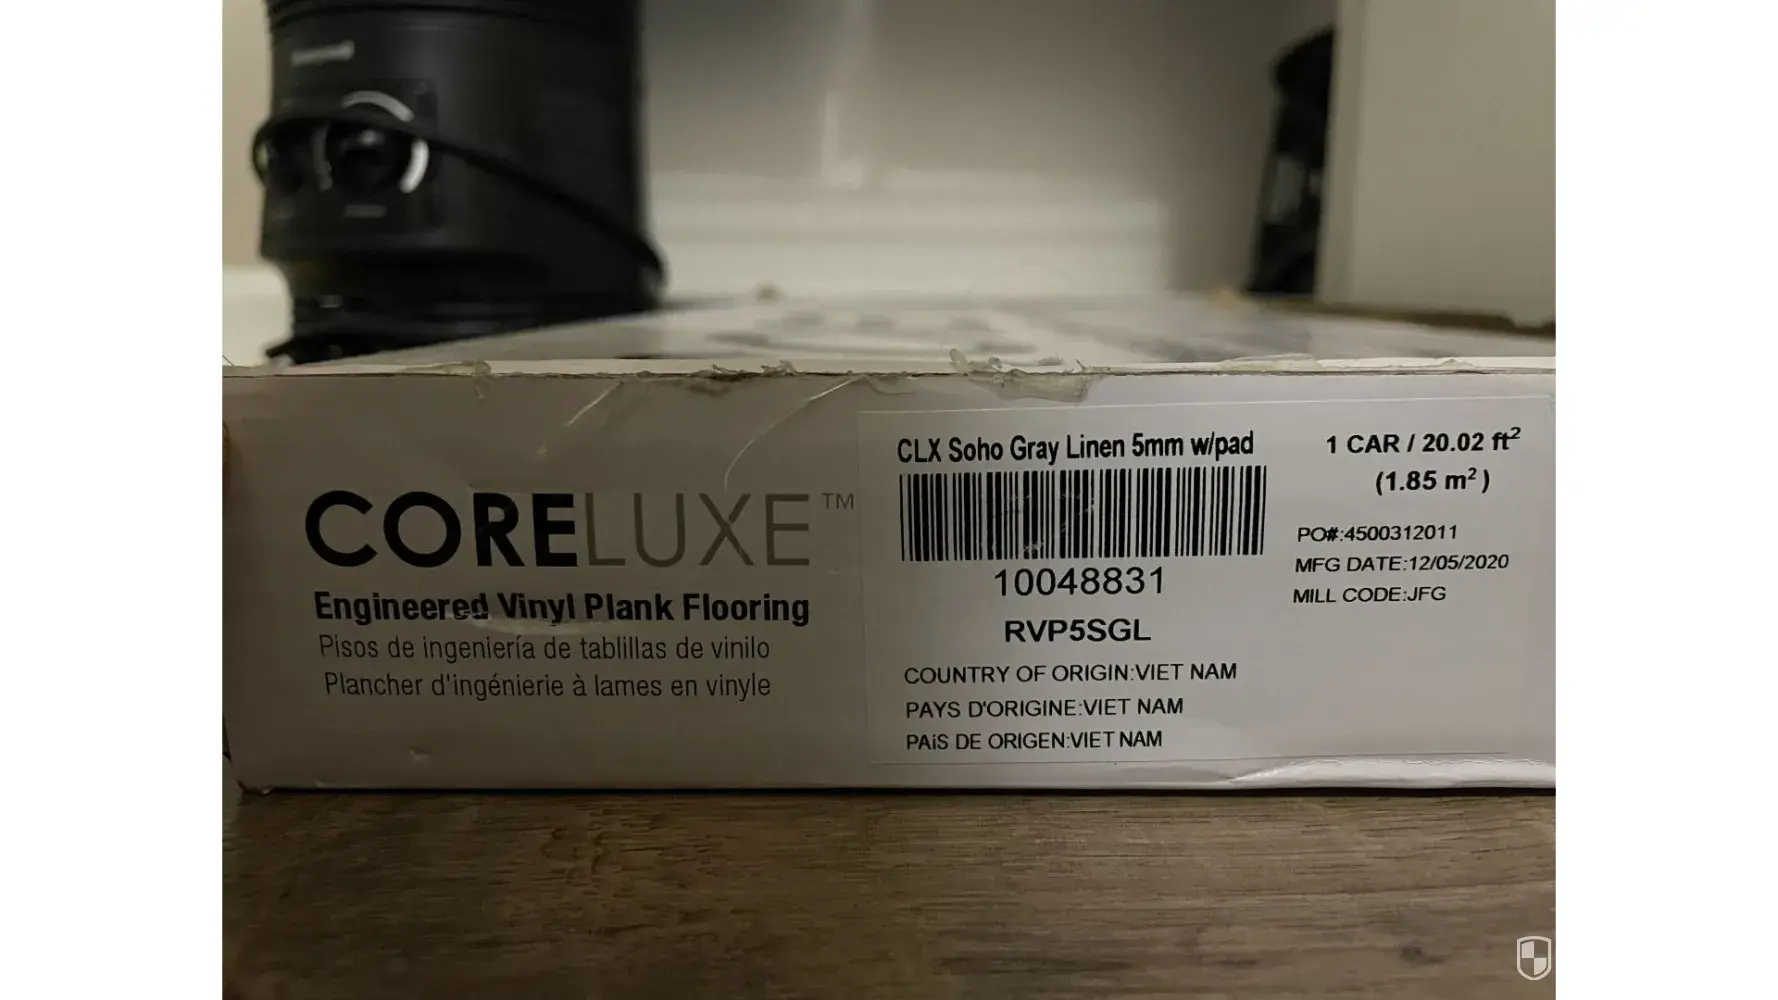 Honeywell
CORELUXE™
Engineered Vinyl Plank Flooring
Pisos de ingeniería de tablillas de vinilo
Plancher d'ingénierie à lames en vinyle
CLX Soho Gray Linen 5mm w/pad
10048831
RVP5SGL
COUNTRY OF ORIGIN:VIET NAM
PAYS D'ORIGINE:VIET NAM
PAíS DE ORIGEN:VIET NAM
1 CAR / 20.02 ft²
(1.85 m²)
PO#:4500312011
MFG DATE:12/05/2020
MILL CODE:JFG